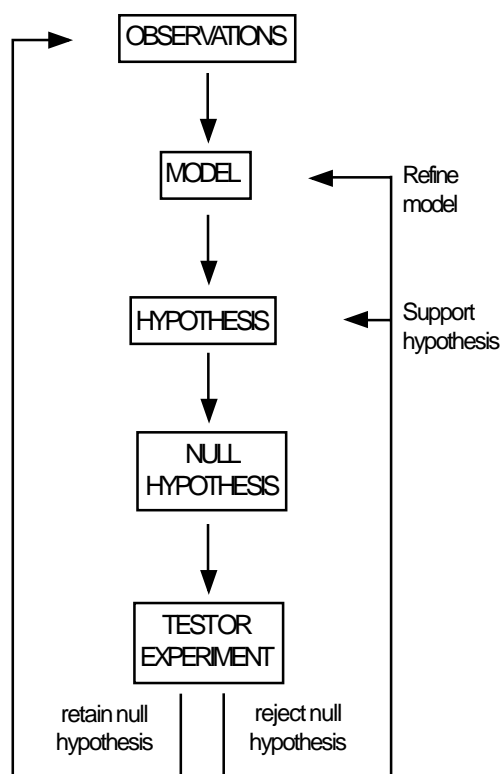 OBSERVATIONS
MODEL
Refine
model
HYPOTHESIS
Support
hypothesis
NULL
HYPOTHESIS
TESTOR
EXPERIMENT
retain null
hypothesis
reject null
hypothesis